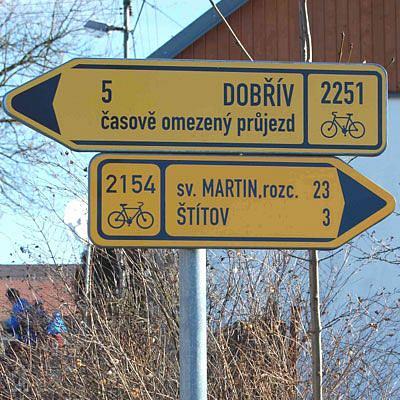 5 DOBŘÍV 2251
časově omezený průjezd
2154 sv. MARTIN.rozc. 23
ŠTÍTOV 3